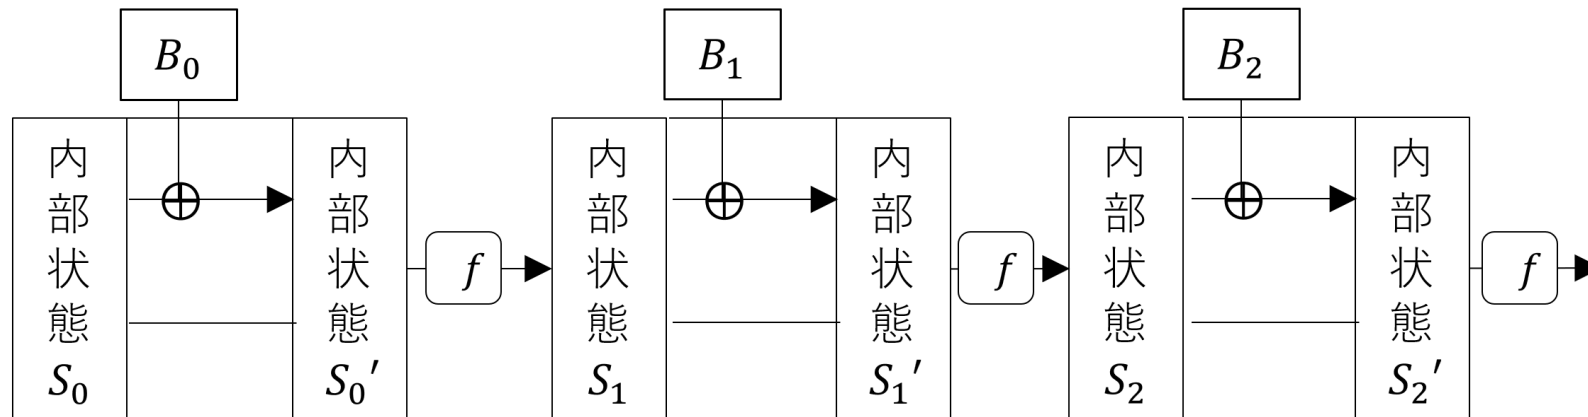 B₀
B₁
B₂
内部状態 S₀
内部状態 S₀′
f
内部状態 S₁
内部状態 S₁′
f
内部状態 S₂
内部状態 S₂′
f